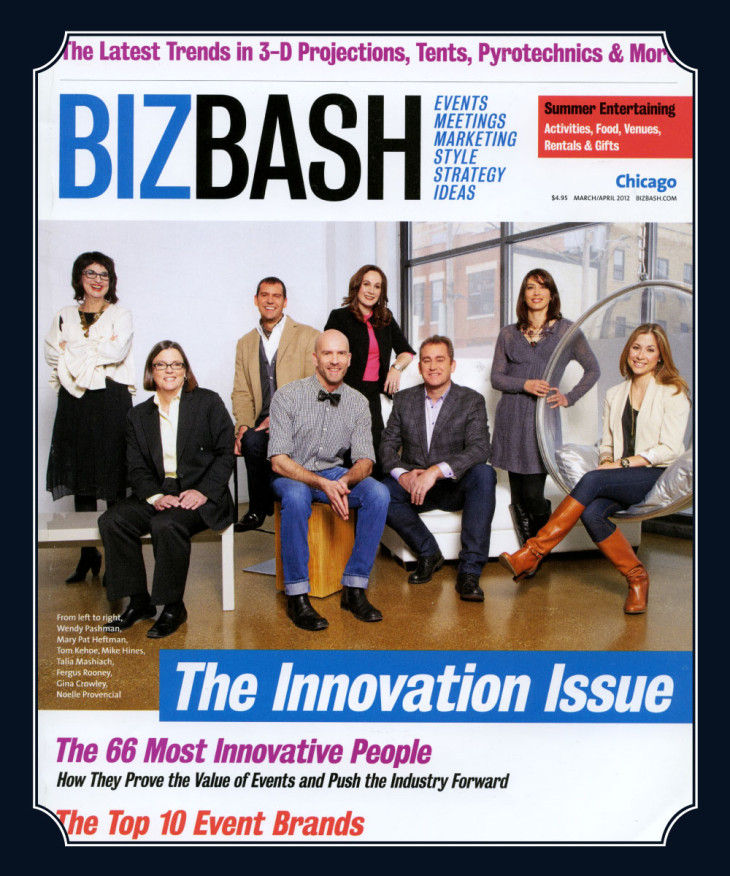 The Latest Trends in 3-D Projections, Tents, Pyrotechnics & More
BIZBASH
EVENTS
MEETINGS
MARKETING
STYLE
STRATEGY
IDEAS
Summer Entertaining
Activities, Food, Venues,
Rentals & Gifts
Chicago
$4.95 MARCH/APRIL 2012 BIZBASH.COM
From left to right,
Wendy Pashman,
Mary Pat Heftman,
Tom Kehoe, Mike Hines,
Talia Mashiach,
Fergus Rooney,
Gina Crowley,
Noelle Provencial
The Innovation Issue
The 66 Most Innovative People
How They Prove the Value of Events and Push the Industry Forward
The Top 10 Event Brands